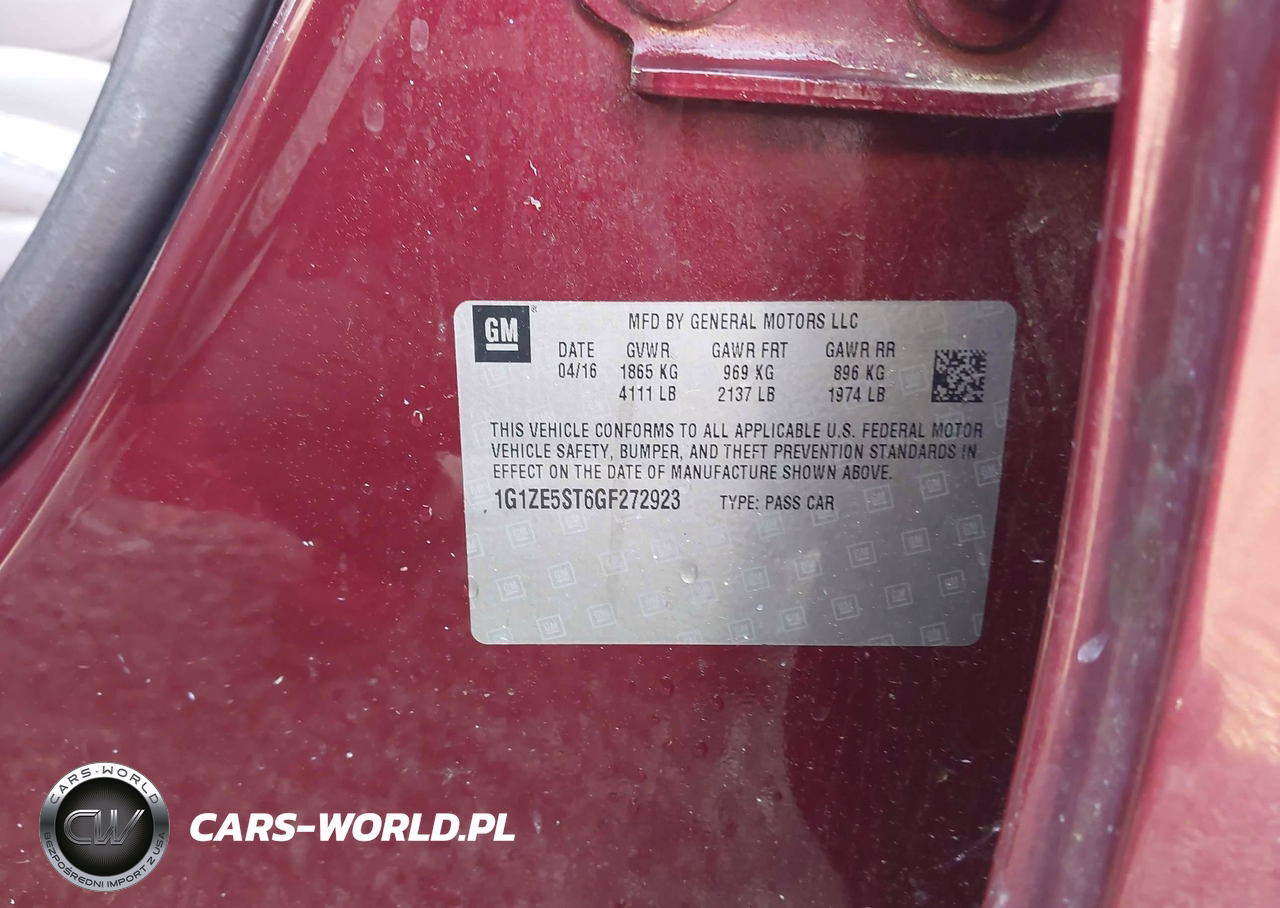 GM
MFD BY GENERAL MOTORS LLC
DATE GVWR GAWR FRT GAWR RR
04/16 1865 KG 969 KG 896 KG
4111 LB 2137 LB 1974 LB
THIS VEHICLE CONFORMS TO ALL APPLICABLE U.S. FEDERAL MOTOR
VEHICLE SAFETY, BUMPER, AND THEFT PREVENTION STANDARDS IN
EFFECT ON THE DATE OF MANUFACTURE SHOWN ABOVE.
1G1ZE5ST6GF272923 TYPE: PASS CAR
CARS-WORLD
CW
BEZPOŚREDNI IMPORT Z USA
CARS-WORLD.PL